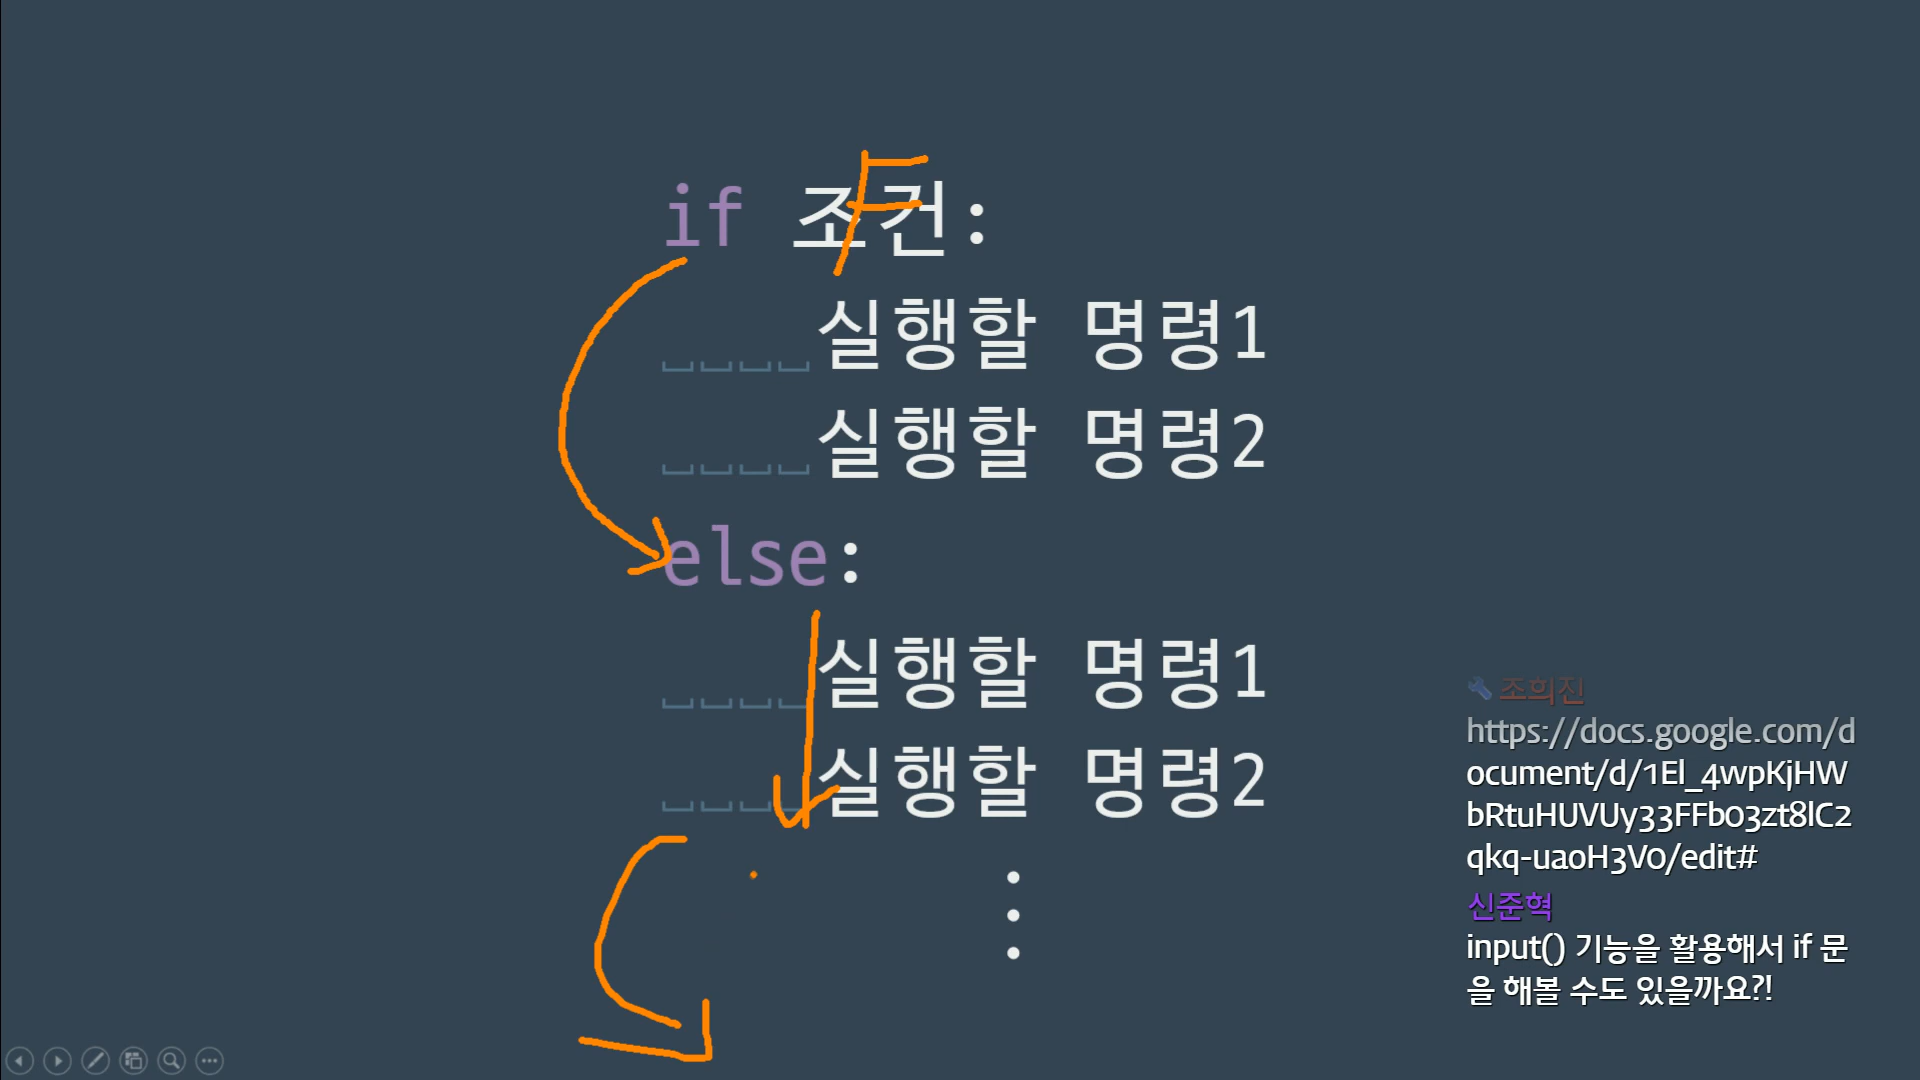 if 조건:
실행할 명령1
실행할 명령2
else:
실행할 명령1
실행할 명령2
F
조희진
https://docs.google.com/d
ocument/d/1El_4wpKjHW
bRtuHUVUy33FFb03zt8lC2
qkq-uaoH3V0/edit#
신준혁
input() 기능을 활용해서 if 문
을 해볼 수도 있을까요?!